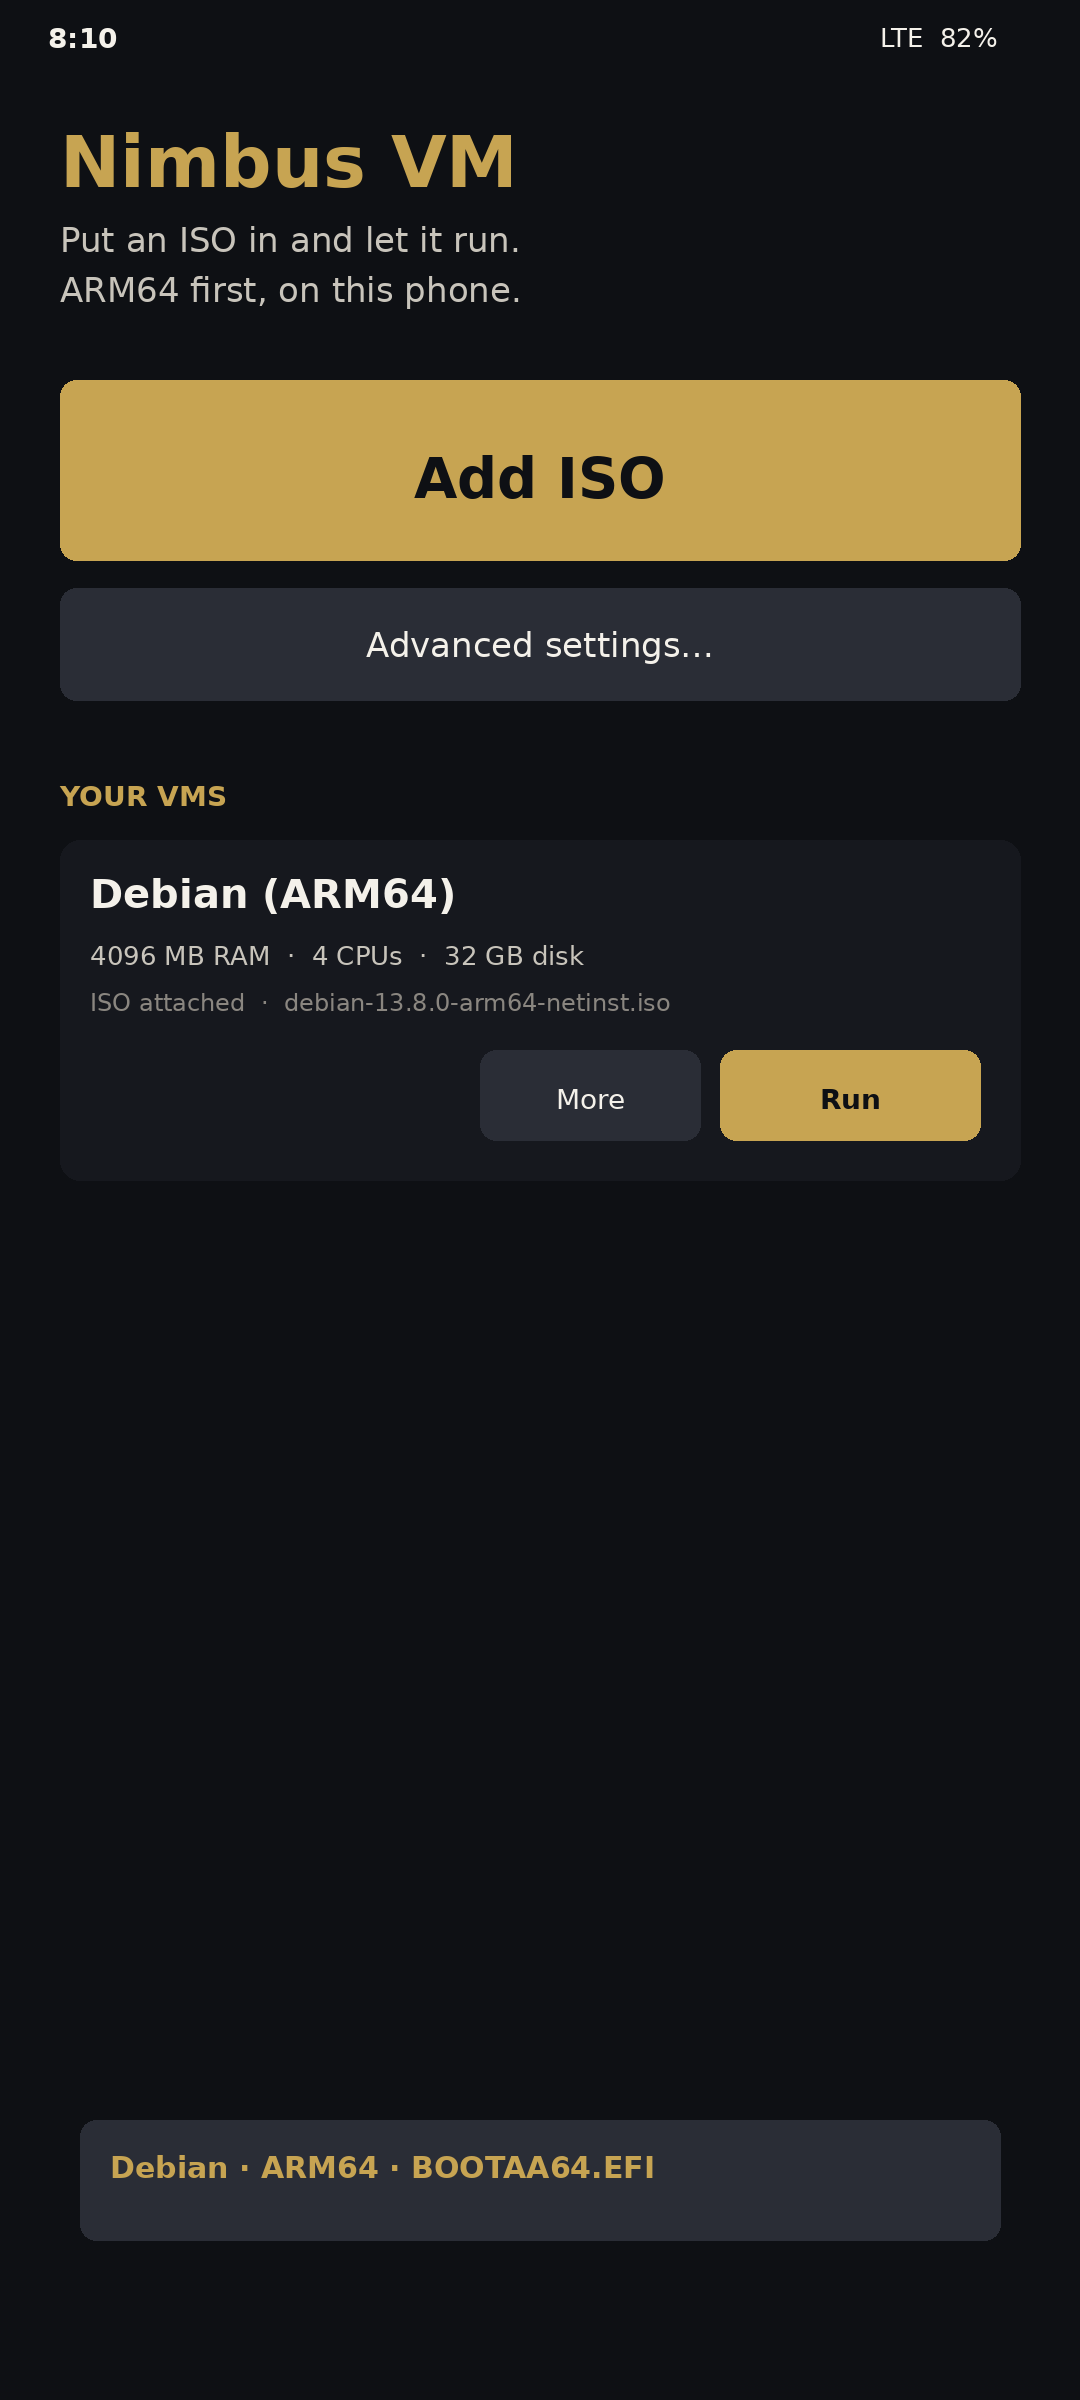 8:10 LTE 82%
Nimbus VM
Put an ISO in and let it run.
ARM64 first, on this phone.
Add ISO
Advanced settings...
YOUR VMS
Debian (ARM64)
4096 MB RAM · 4 CPUs · 32 GB disk
ISO attached · debian-13.8.0-arm64-netinst.iso
More Run
Debian · ARM64 · BOOTAA64.EFI